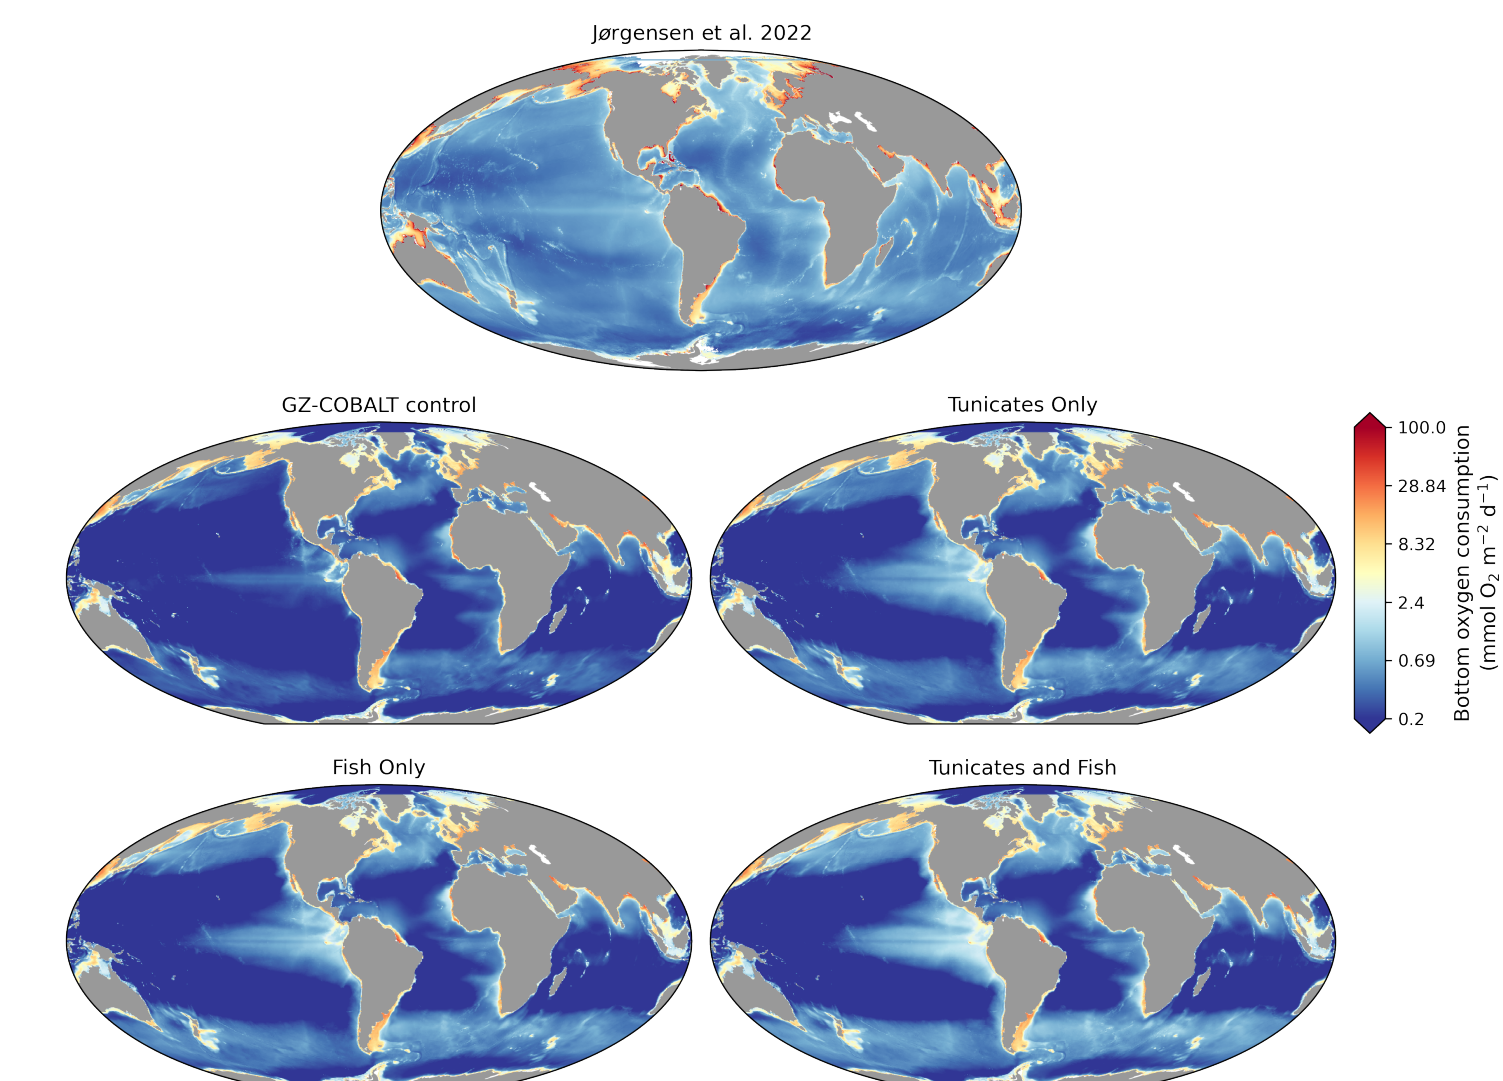 Jørgensen et al. 2022
GZ-COBALT control
Tunicates Only
100.0
28.84
8.32
2.4
0.69
0.2
Bottom oxygen consumption
(mmol O₂ m⁻² d⁻¹)
Fish Only
Tunicates and Fish